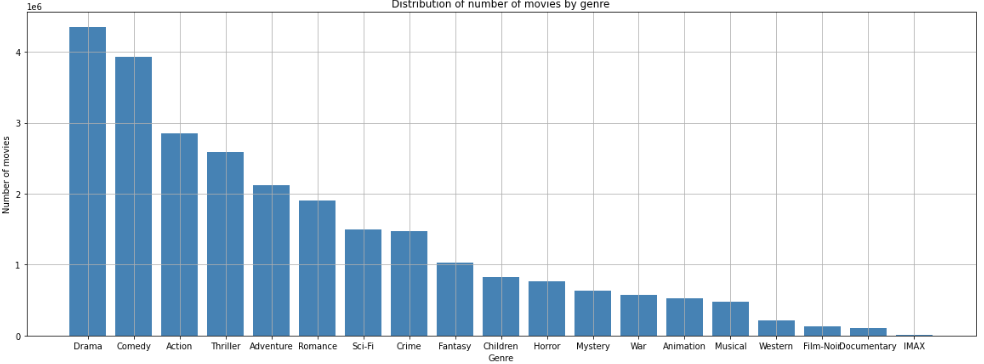 Distribution of number of movies by genre
1e6
4
3
2
1
0
Number of movies
Drama Comedy Action Thriller Adventure Romance Sci-Fi Crime Fantasy Children Horror Mystery War Animation Musical Western Film-Noir Documentary IMAX
Genre